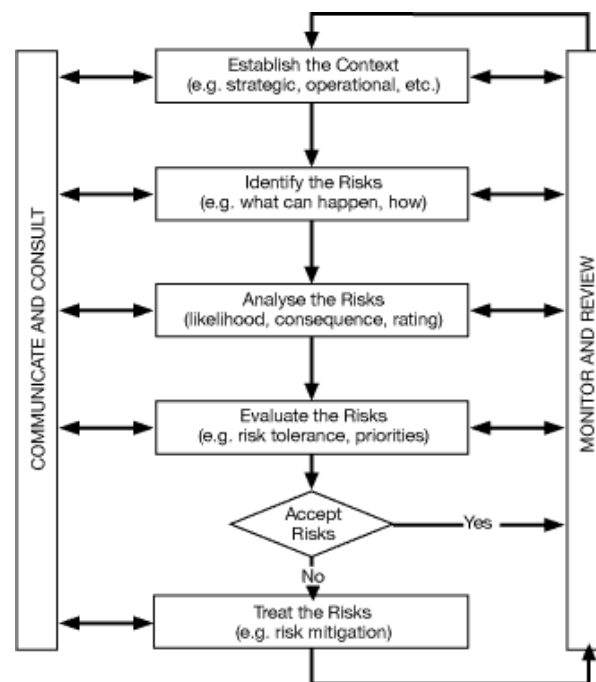 Establish the Context
(e.g. strategic, operational, etc.)
Identify the Risks
(e.g. what can happen, how)
Analyse the Risks
(likelihood, consequence, rating)
Evaluate the Risks
(e.g. risk tolerance, priorities)
Accept
Risks
Yes
No
Treat the Risks
(e.g. risk mitigation)
COMMUNICATE AND CONSULT
MONITOR AND REVIEW